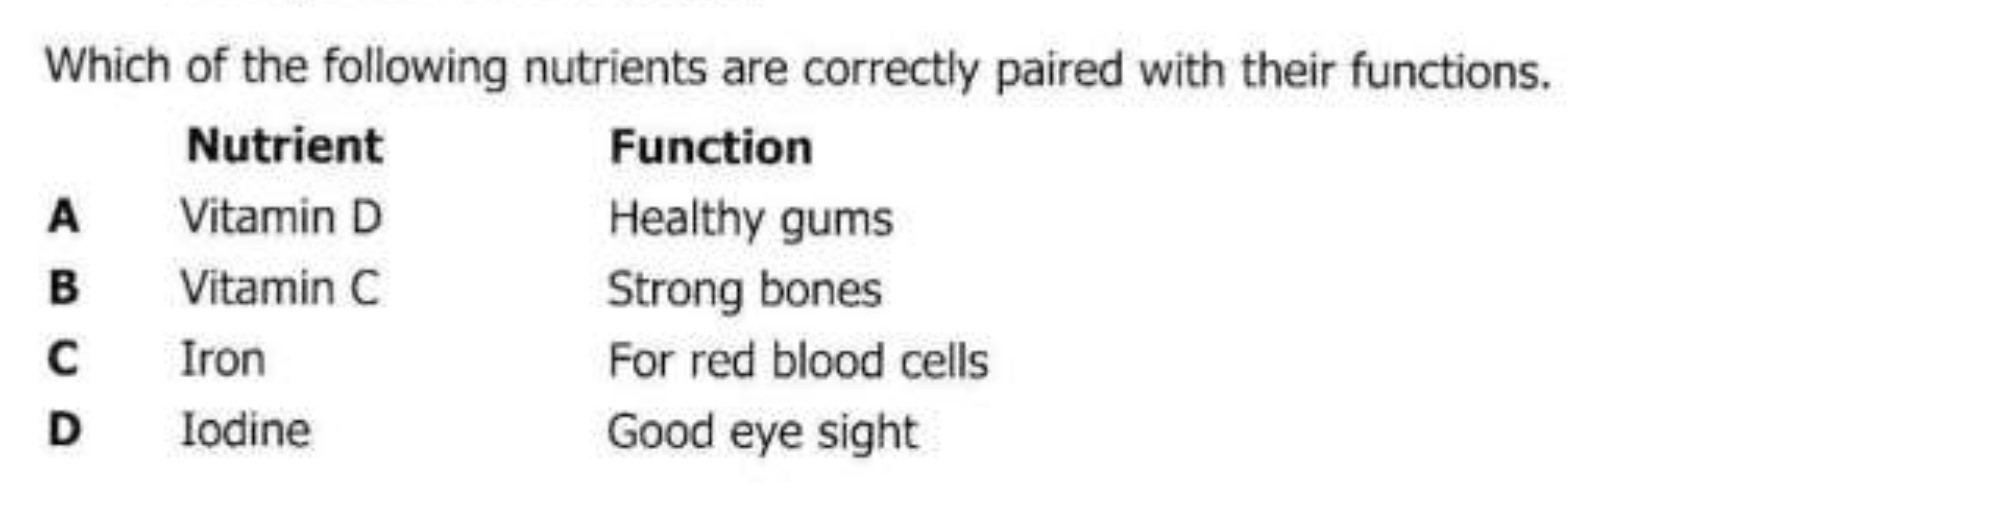 Which of the following nutrients are correctly paired with their functions.
Nutrient Function
A Vitamin D Healthy gums
B Vitamin C Strong bones
C Iron For red blood cells
D Iodine Good eye sight